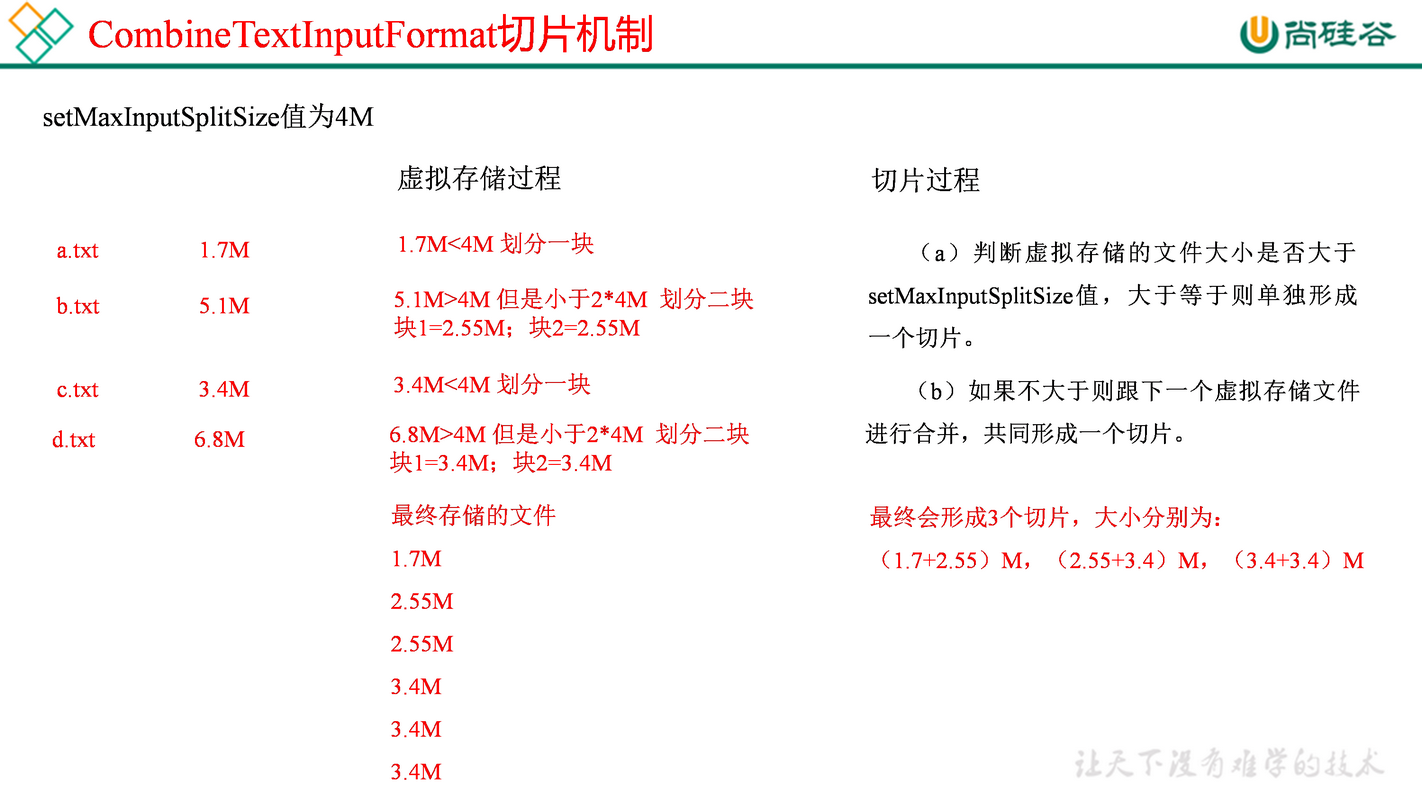 CombineTextInputFormat切片机制
尚硅谷
setMaxInputSplitSize值为4M
虚拟存储过程
切片过程
a.txt 1.7M 1.7M<4M 划分一块
b.txt 5.1M 5.1M>4M 但是小于2*4M 划分二块
块1=2.55M；块2=2.55M
c.txt 3.4M 3.4M<4M 划分一块
d.txt 6.8M 6.8M>4M 但是小于2*4M 划分二块
块1=3.4M；块2=3.4M
最终存储的文件
1.7M
2.55M
2.55M
3.4M
3.4M
3.4M
（a）判断虚拟存储的文件大小是否大于
setMaxInputSplitSize值，大于等于则单独形成
一个切片。
（b）如果不大于则跟下一个虚拟存储文件
进行合并，共同形成一个切片。
最终会形成3个切片，大小分别为：
（1.7+2.55）M，（2.55+3.4）M，（3.4+3.4）M
让天下没有难学的技术